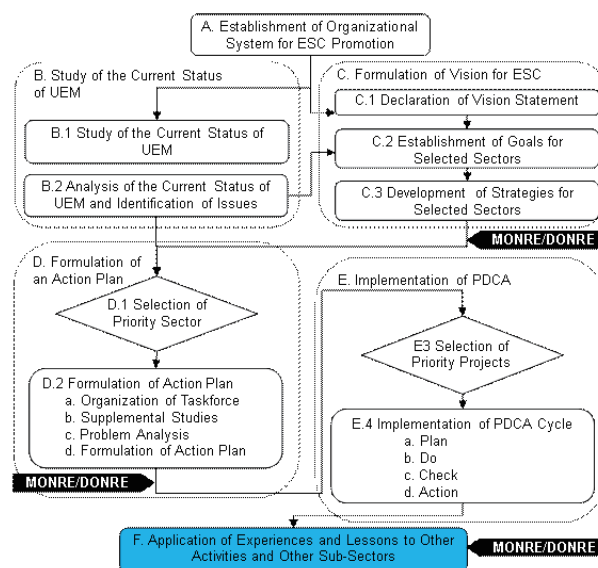 A. Establishment of Organizational
System for ESC Promotion
B. Study of the Current Status
of UEM
B.1 Study of the Current Status of
UEM
B.2 Analysis of the Current Status of
UEM and Identification of Issues
C. Formulation of Vision for ESC
C.1 Declaration of Vision Statement
C.2 Establishment of Goals for
Selected Sectors
C.3 Development of Strategies for
Selected Sectors
MONRE/DONRE
D. Formulation of
an Action Plan
D.1 Selection of
Priority Sector
D.2 Formulation of Action Plan
a. Organization of Taskforce
b. Supplemental Studies
c. Problem Analysis
d. Formulation of Action Plan
MONRE/DONRE
E. Implementation of PDCA
E3 Selection of
Priority Projects
E.4 Implementation of PDCA Cycle
a. Plan
b. Do
c. Check
d. Action
F. Application of Experiences and Lessons to Other
Activities and Other Sub-Sectors
MONRE/DONRE